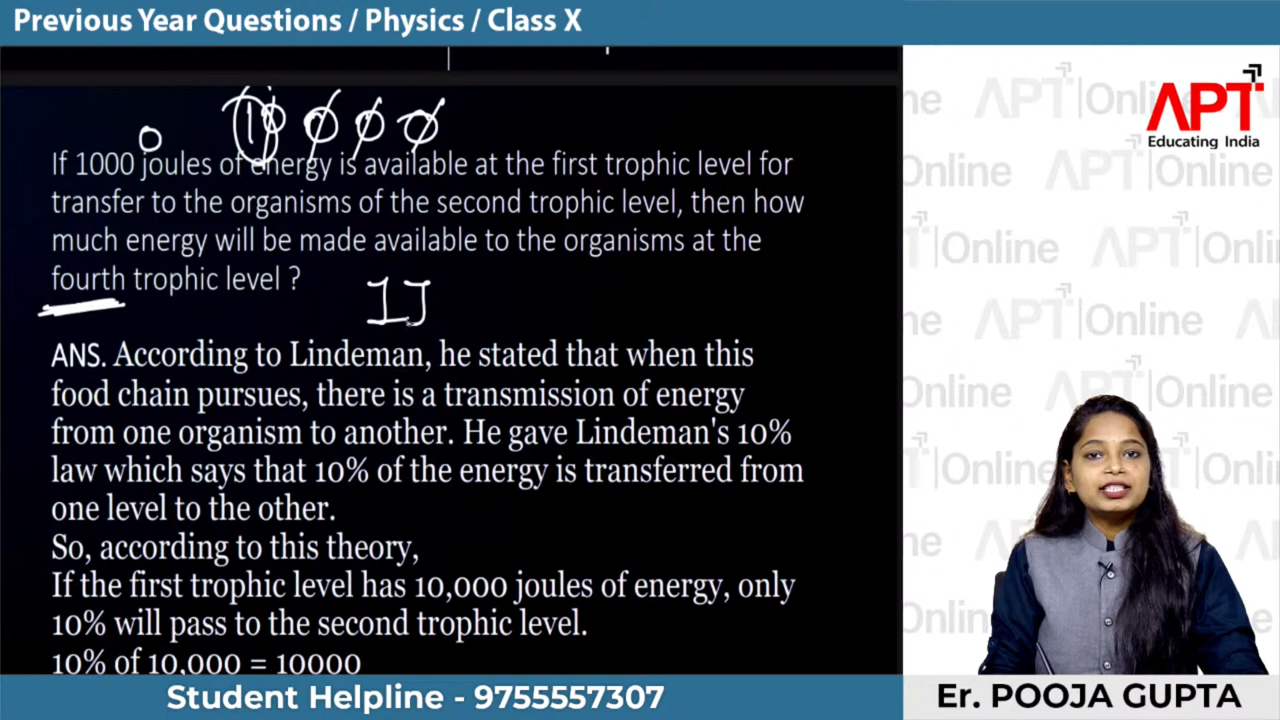 Previous Year Questions / Physics / Class X
If 1000 joules of energy is available at the first trophic level for
transfer to the organisms of the second trophic level, then how
much energy will be made available to the organisms at the
fourth trophic level ?
1J
ANS. According to Lindeman, he stated that when this
food chain pursues, there is a transmission of energy
from one organism to another. He gave Lindeman's 10%
law which says that 10% of the energy is transferred from
one level to the other.
So, according to this theory,
If the first trophic level has 10,000 joules of energy, only
10% will pass to the second trophic level.
10% of 10,000 = 10000
APT
Educating India
APT Online
Student Helpline - 9755557307
Er. POOJA GUPTA